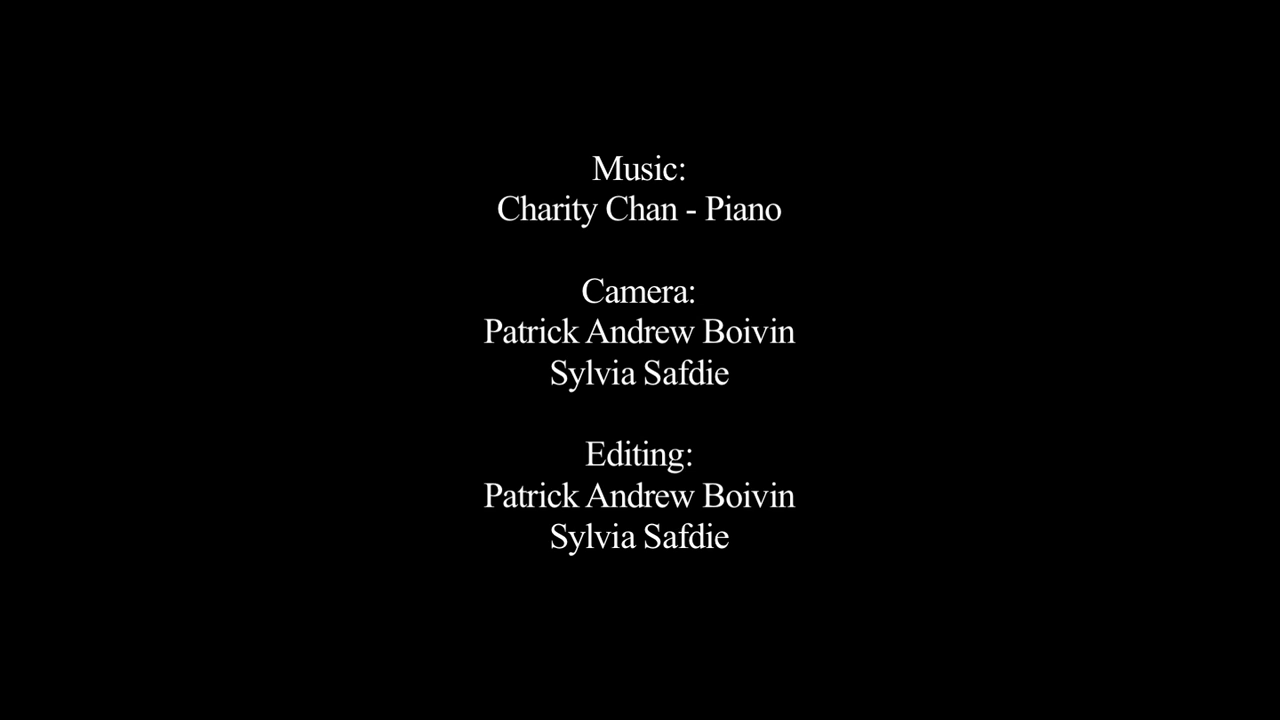 Music:
Charity Chan - Piano
Camera:
Patrick Andrew Boivin
Sylvia Safdie
Editing:
Patrick Andrew Boivin
Sylvia Safdie